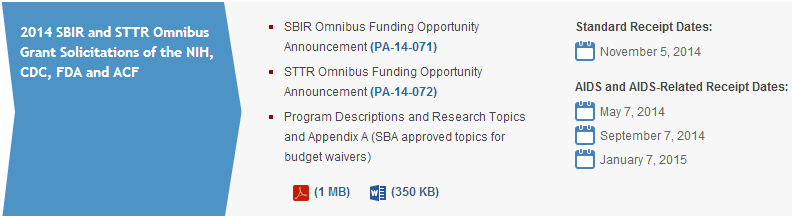 2014 SBIR and STTR Omnibus
Grant Solicitations of the NIH,
CDC, FDA and ACF
SBIR Omnibus Funding Opportunity
Announcement (PA-14-071)
STTR Omnibus Funding Opportunity
Announcement (PA-14-072)
Program Descriptions and Research Topics
and Appendix A (SBA approved topics for
budget waivers)
(1 MB) (350 KB)
Standard Receipt Dates:
November 5, 2014
AIDS and AIDS-Related Receipt Dates:
May 7, 2014
September 7, 2014
January 7, 2015